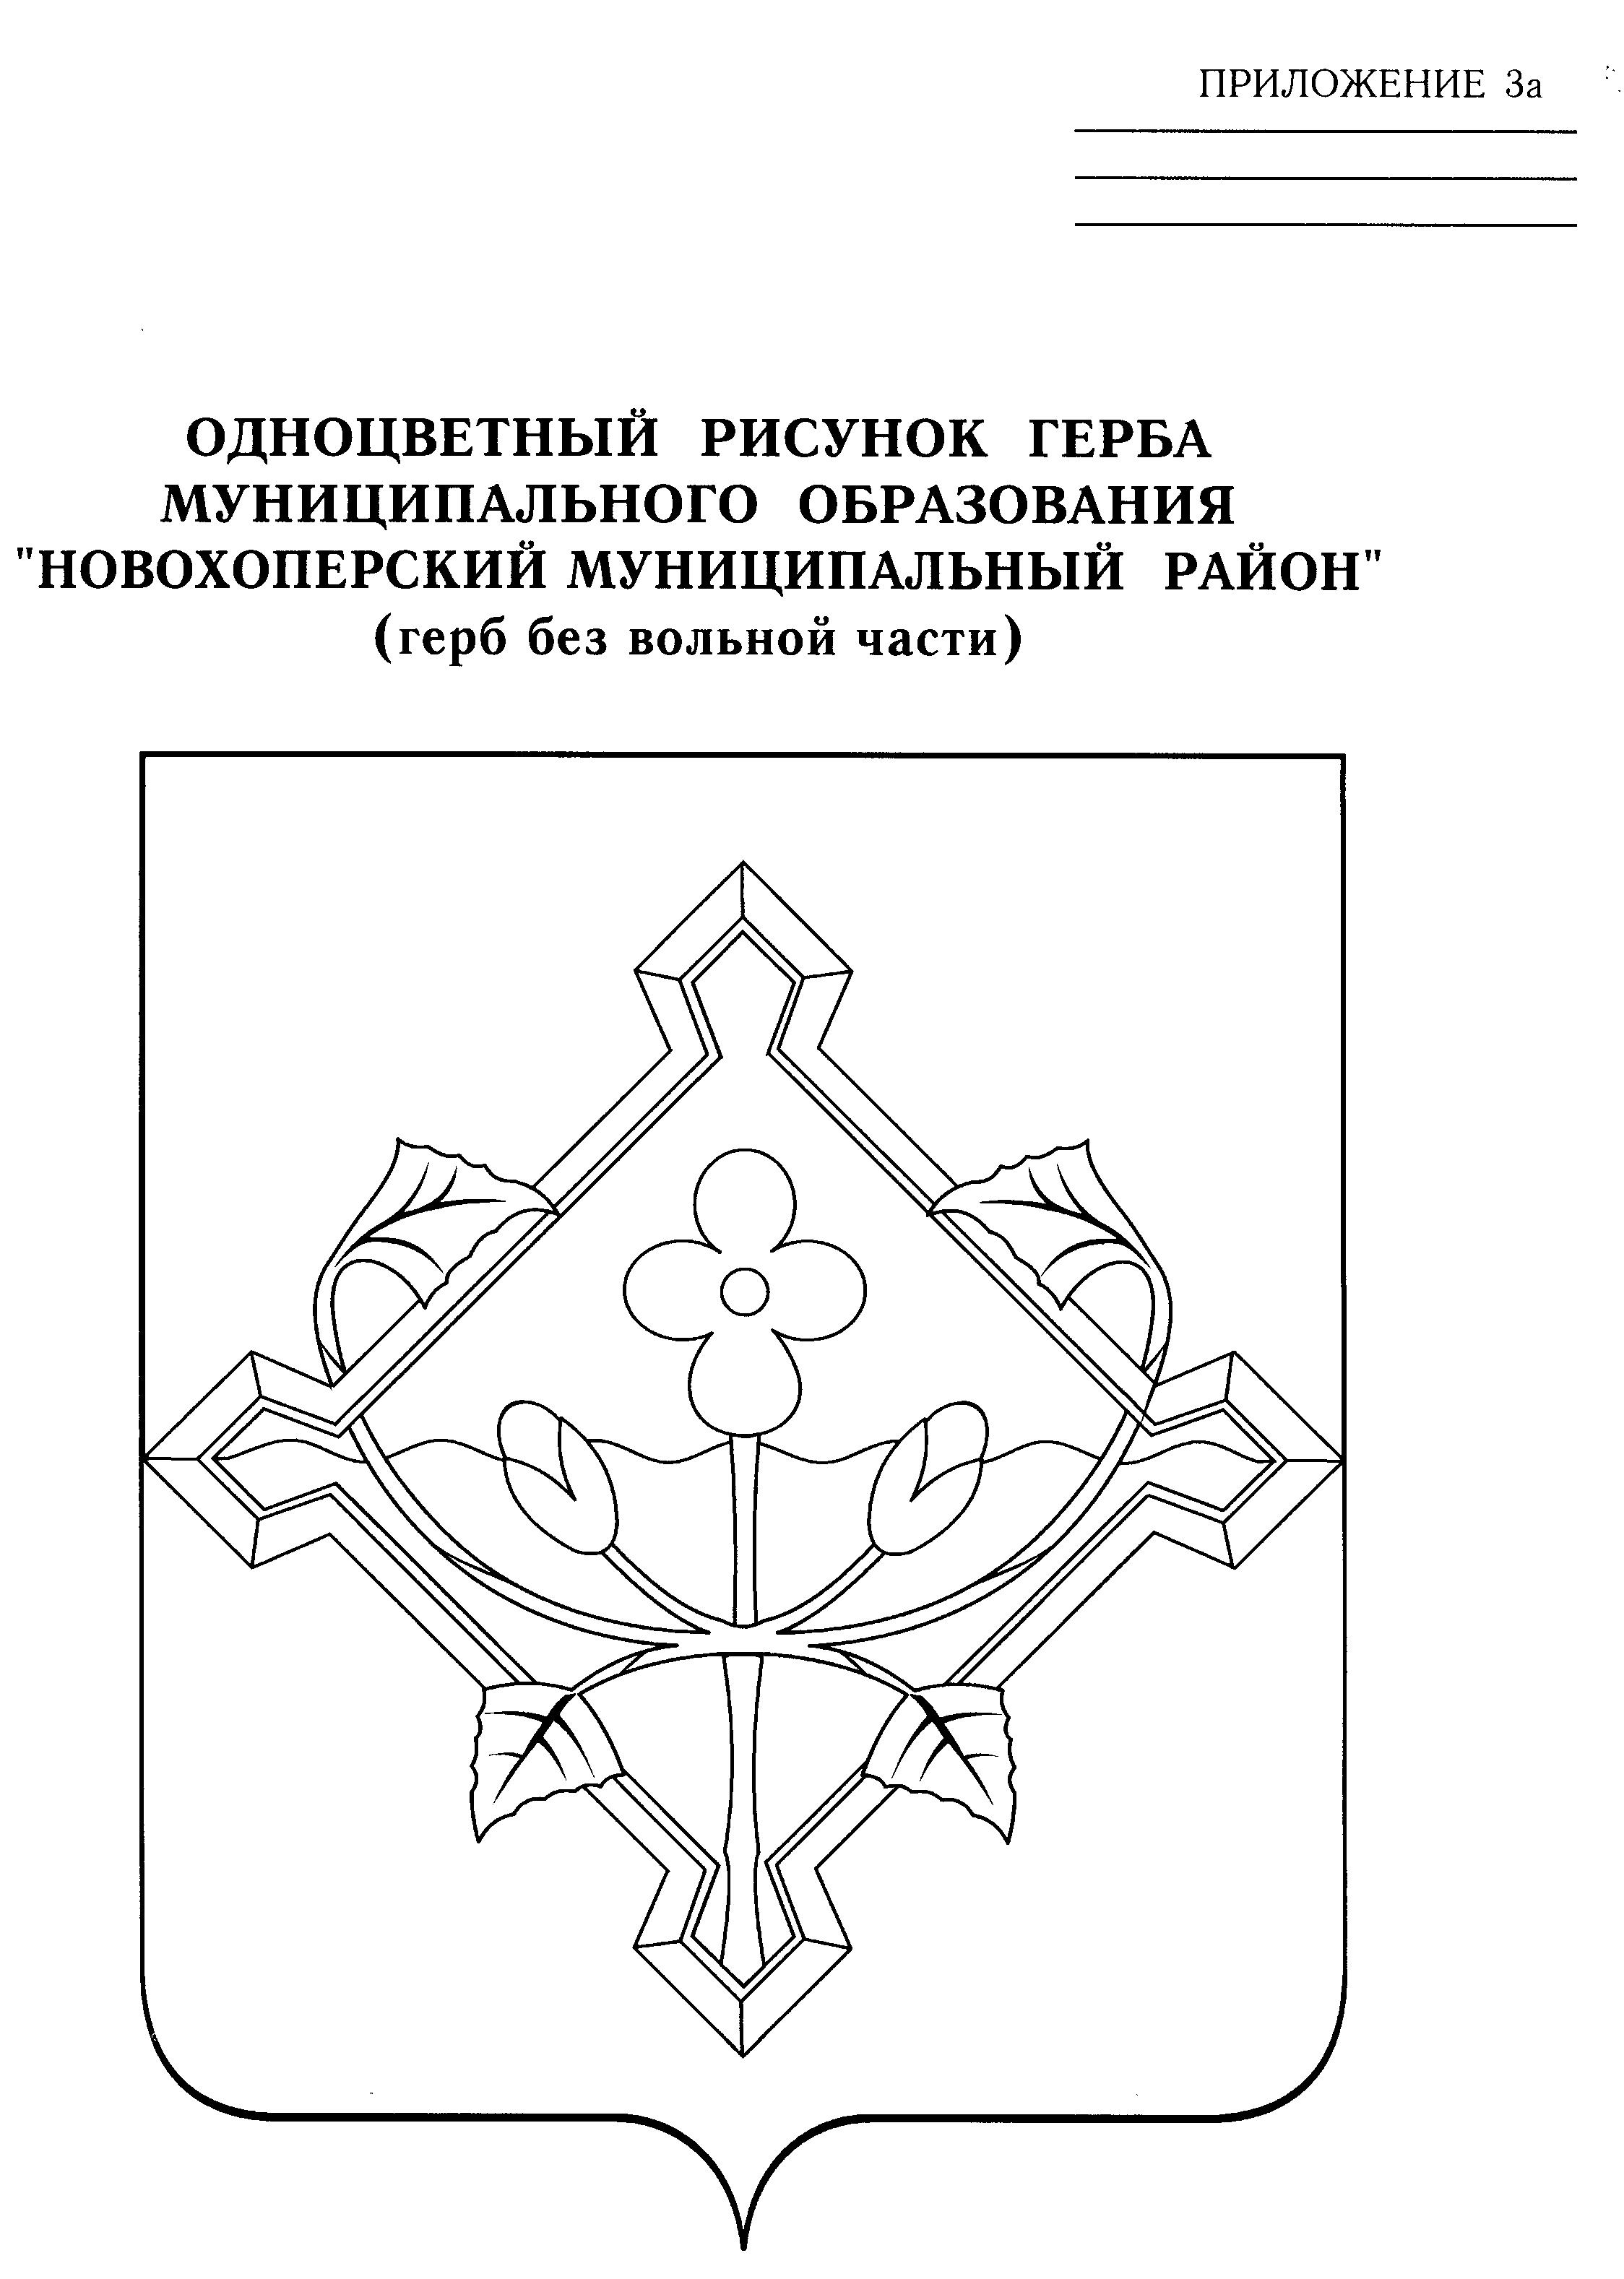 ПРИЛОЖЕНИЕ 3а
ОДНОЦВЕТНЫЙ РИСУНОК ГЕРБА
МУНИЦИПАЛЬНОГО ОБРАЗОВАНИЯ
"НОВОХОПЕРСКИЙ МУНИЦИПАЛЬНЫЙ РАЙОН"
(герб без вольной части)